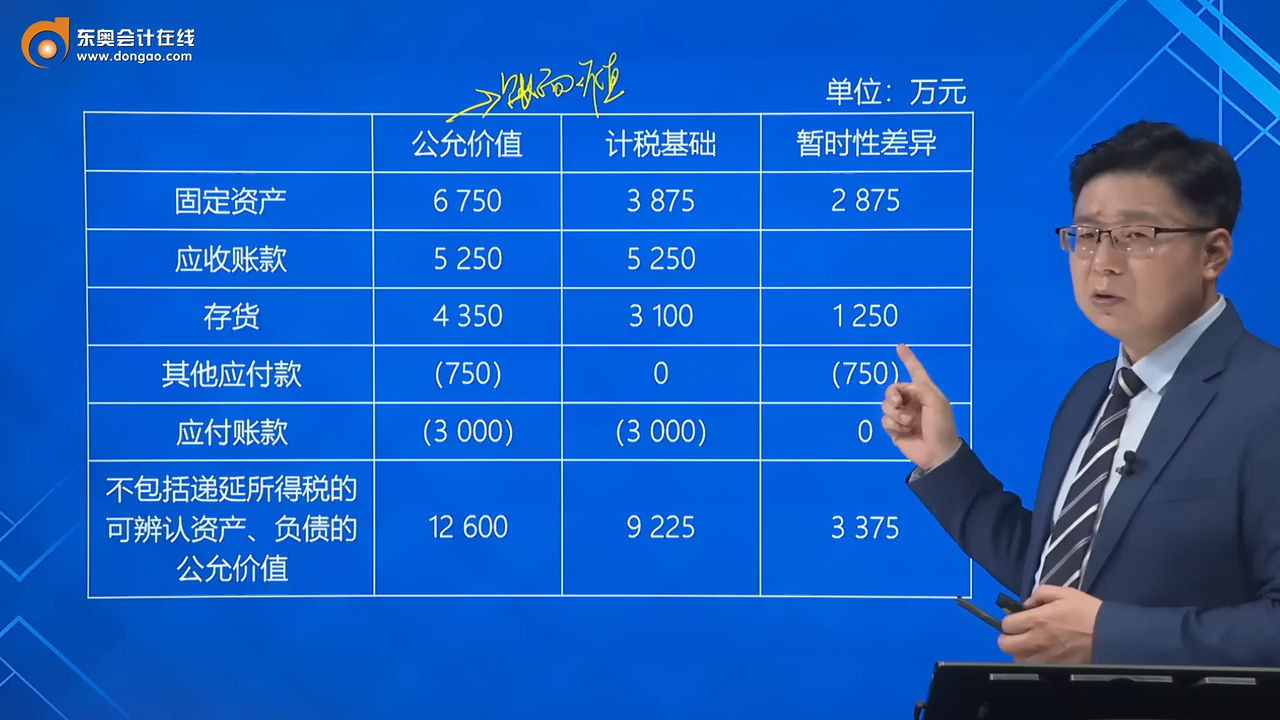 东奥会计在线
www.dongao.com
账面价值
单位：万元
公允价值 计税基础 暂时性差异
固定资产 6 750 3 875 2 875
应收账款 5 250 5 250
存货 4 350 3 100 1 250
其他应付款 (750) 0 (750)
应付账款 (3 000) (3 000) 0
不包括递延所得税的
可辨认资产、负债的 12 600 9 225 3 375
公允价值